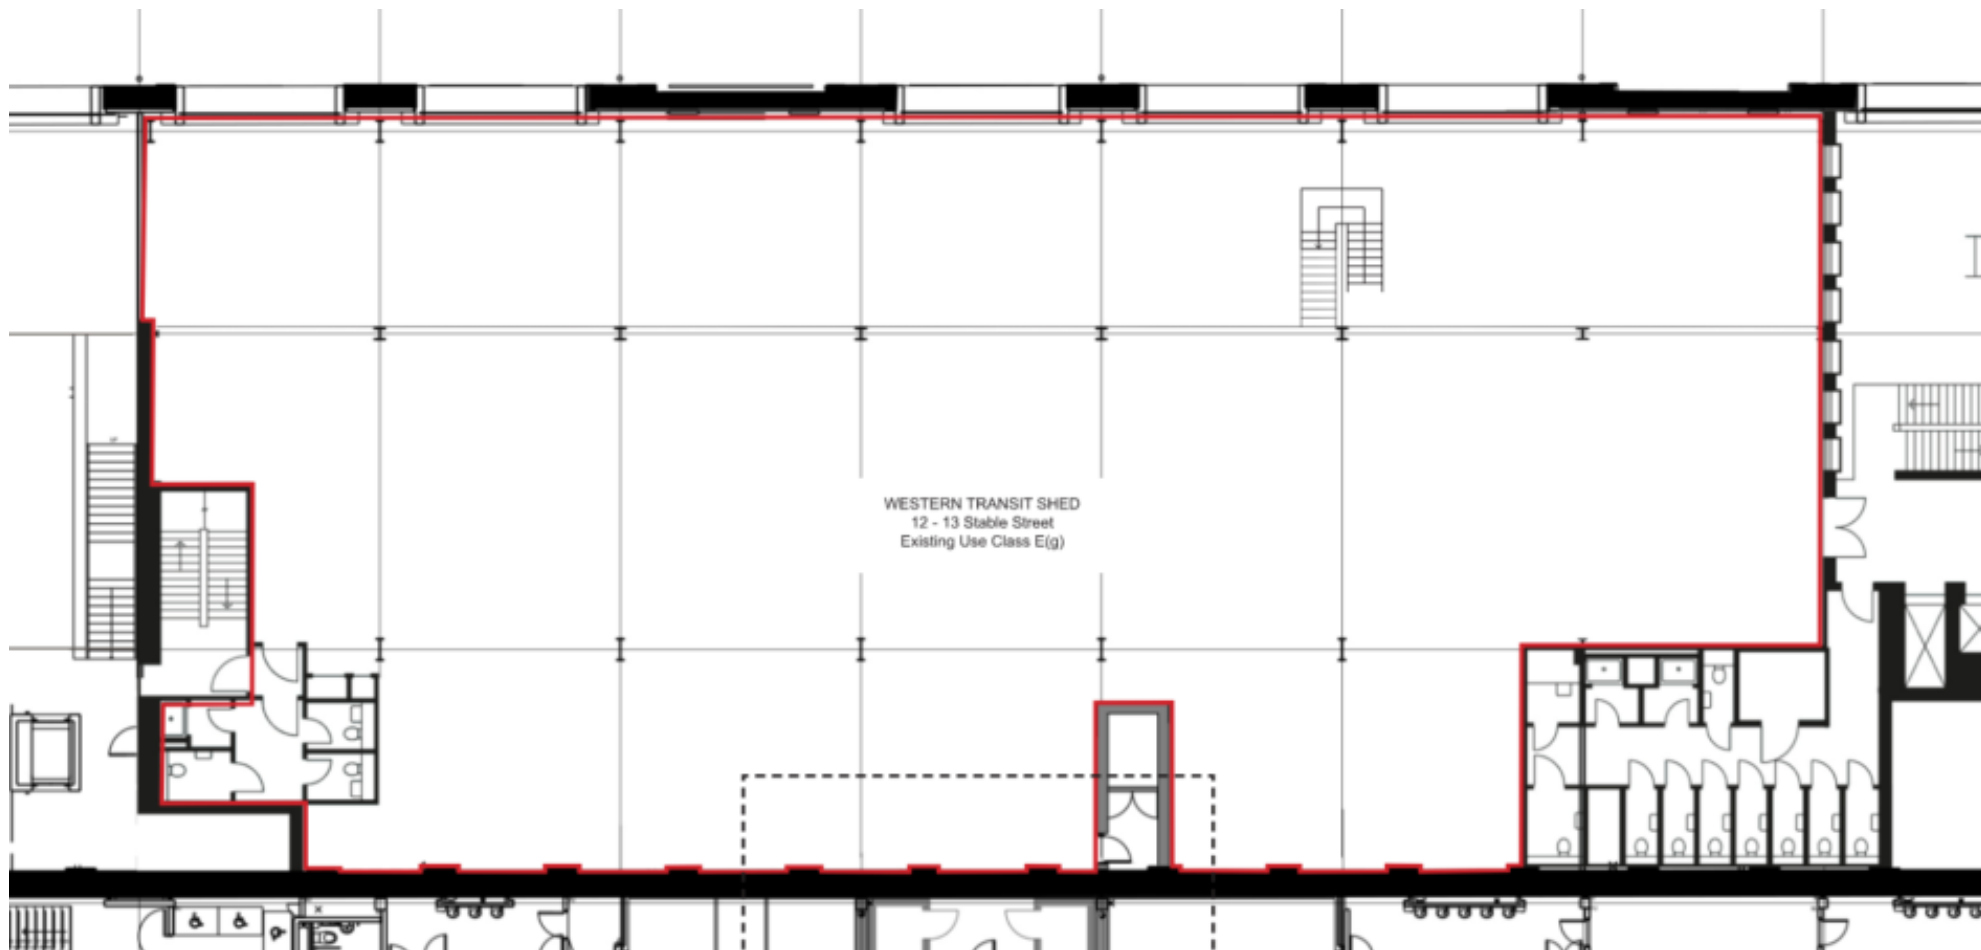 WESTERN TRANSIT SHED
12 - 13 Stable Street
Existing Use Class E(g)